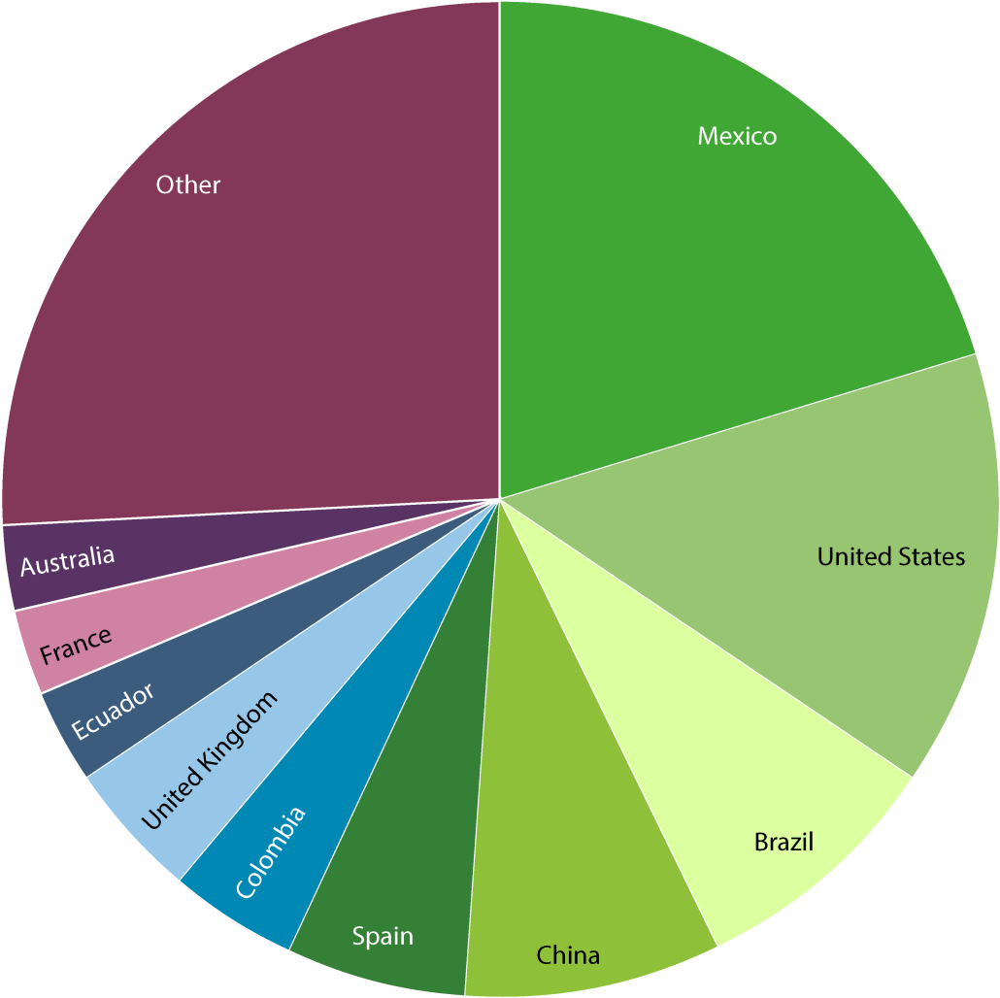 Mexico
Other
United States
Australia
France
Ecuador
United Kingdom
Colombia
Brazil
Spain
China